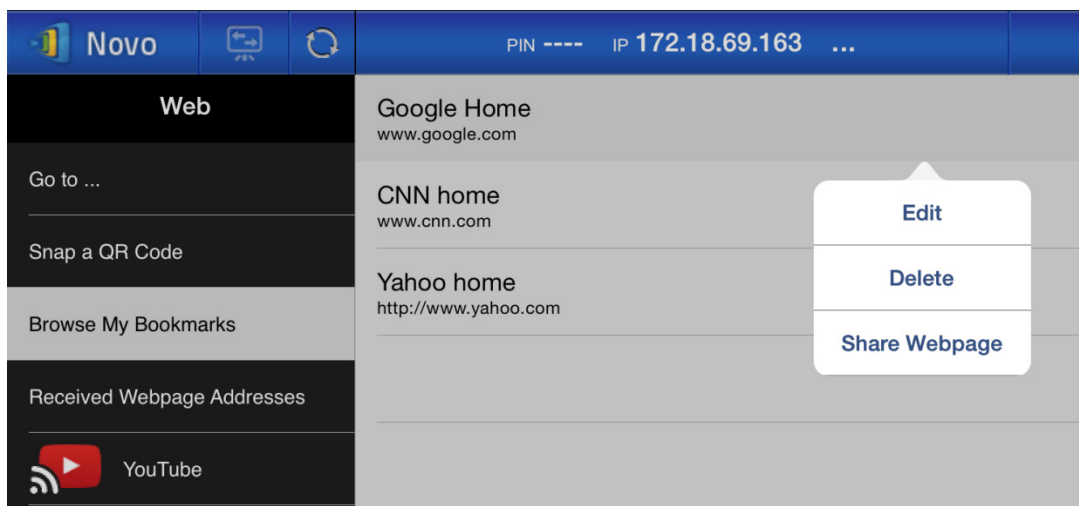 Novo
PIN ---- IP 172.18.69.163 ...
Web
Go to ...
Snap a QR Code
Browse My Bookmarks
Received Webpage Addresses
YouTube
Google Home
www.google.com
CNN home
www.cnn.com
Yahoo home
http://www.yahoo.com
Edit
Delete
Share Webpage